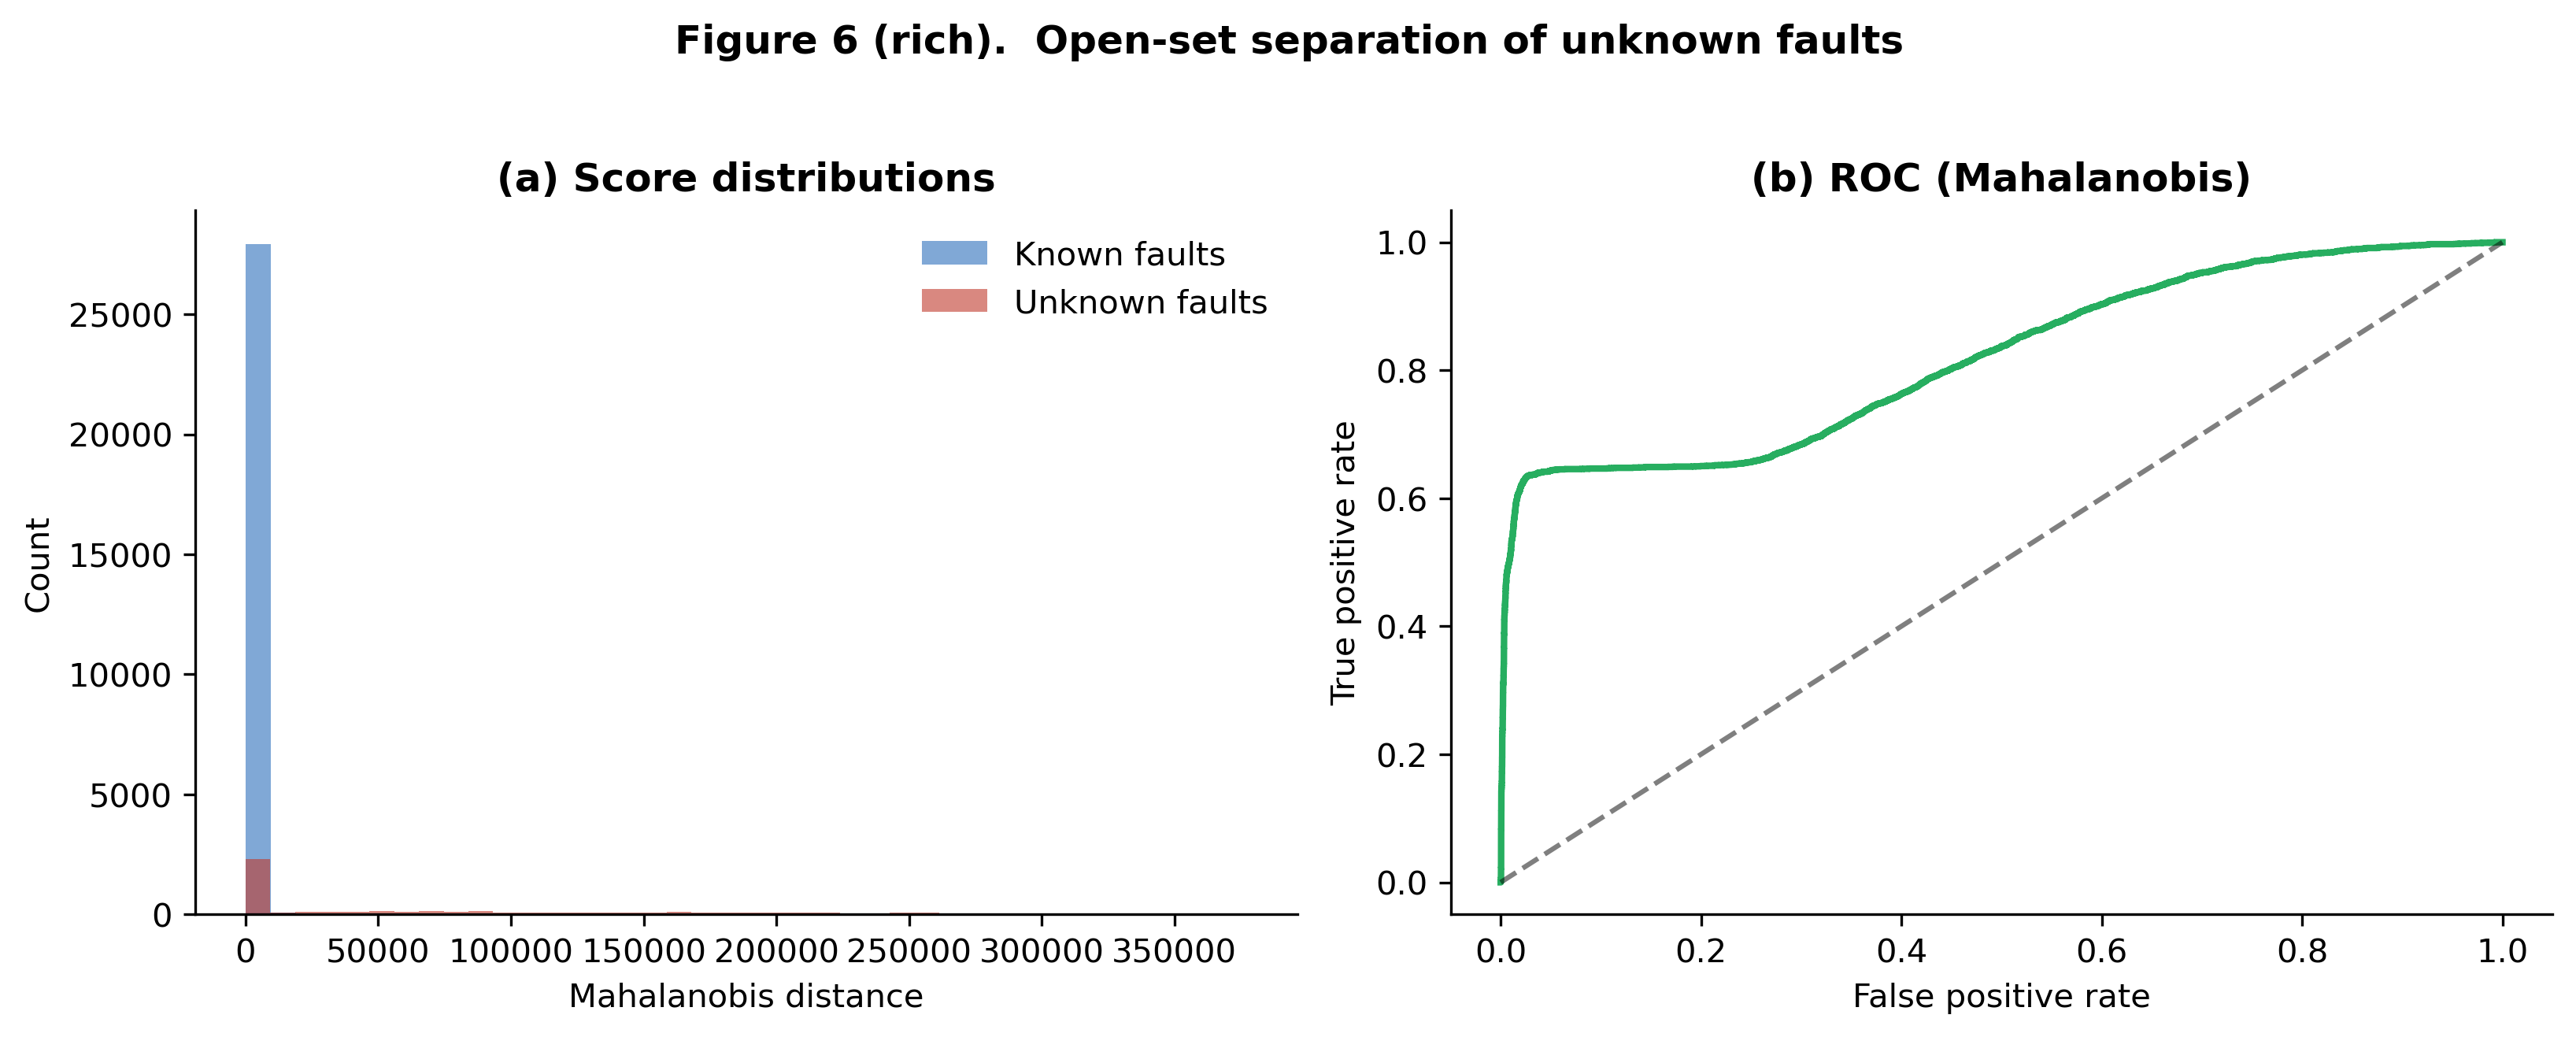 Figure 6 (rich).  Open-set separation of unknown faults
(a) Score distributions
Known faults
Unknown faults
25000
20000
15000
10000
5000
0
Count
0 50000 100000 150000 200000 250000 300000 350000
Mahalanobis distance
(b) ROC (Mahalanobis)
1.0
0.8
0.6
0.4
0.2
0.0
True positive rate
0.0 0.2 0.4 0.6 0.8 1.0
False positive rate